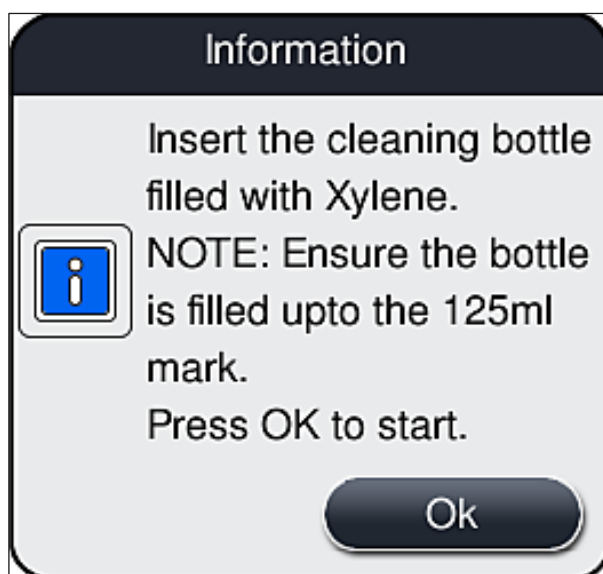 Information
Insert the cleaning bottle
filled with Xylene.
NOTE: Ensure the bottle
is filled upto the 125ml
mark.
Press OK to start.
Ok